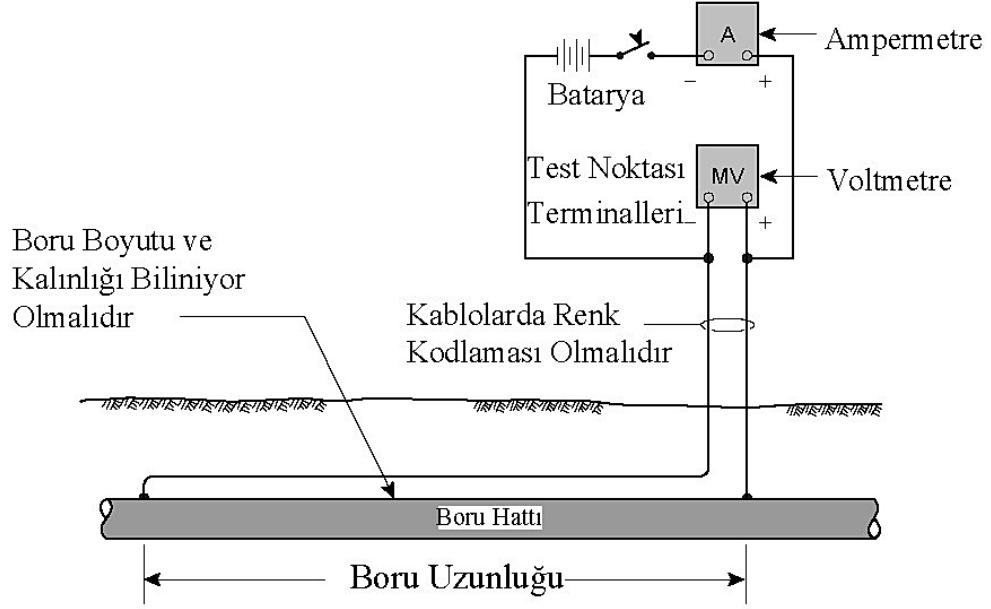 A
Ampermetre
− +
Batarya
Test Noktası
Terminalleri
MV
Voltmetre
− +
Boru Boyutu ve
Kalınlığı Biliniyor
Olmalıdır
Kablolarda Renk
Kodlaması Olmalıdır
Boru Hattı
Boru Uzunluğu